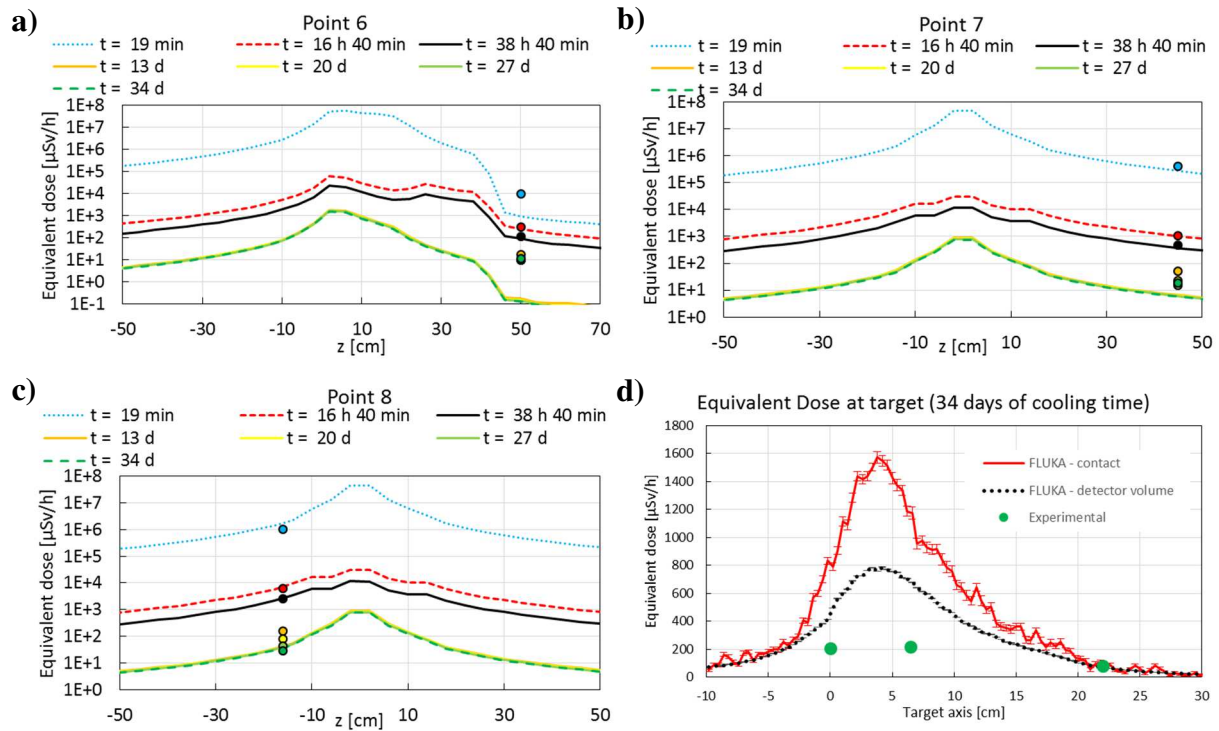 a)
Point 6
t = 19 min
t = 16 h 40 min
t = 38 h 40 min
t = 13 d
t = 20 d
t = 27 d
t = 34 d
Equivalent dose [µSv/h]
1E+8
1E+7
1E+6
1E+5
1E+4
1E+3
1E+2
1E+1
1E+0
1E-1
-50
-30
-10
10
30
50
70
z [cm]
b)
Point 7
t = 19 min
t = 16 h 40 min
t = 38 h 40 min
t = 13 d
t = 20 d
t = 27 d
t = 34 d
Equivalent dose [µSv/h]
1E+8
1E+7
1E+6
1E+5
1E+4
1E+3
1E+2
1E+1
1E+0
-50
-30
-10
10
30
50
z [cm]
c)
Point 8
t = 19 min
t = 16 h 40 min
t = 38 h 40 min
t = 13 d
t = 20 d
t = 27 d
t = 34 d
Equivalent dose [µSv/h]
1E+8
1E+7
1E+6
1E+5
1E+4
1E+3
1E+2
1E+1
1E+0
-50
-30
-10
10
30
50
z [cm]
d)
Equivalent Dose at target (34 days of cooling time)
Equivalent dose [µSv/h]
1800
1600
1400
1200
1000
800
600
400
200
0
FLUKA - contact
FLUKA - detector volume
Experimental
-10
-5
0
5
10
15
20
25
30
Target axis [cm]